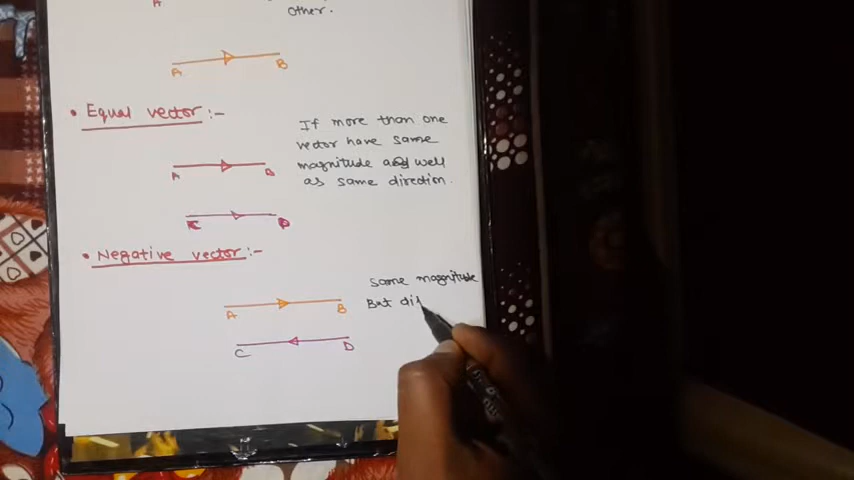 other.
A B
• Equal vector :-
If more than one
vector have same
magnitude as well
as same direction.
A B
C D
• Negative vector :-
same magnitude
But di
A B
C D